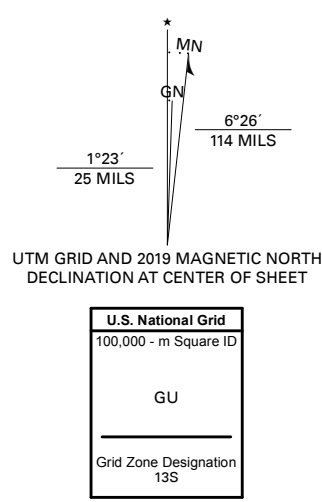 ★
MN
GN
6°26´
114 MILS
1°23´
25 MILS
UTM GRID AND 2019 MAGNETIC NORTH
DECLINATION AT CENTER OF SHEET
U.S. National Grid
100,000 - m Square ID
GU
Grid Zone Designation
13S